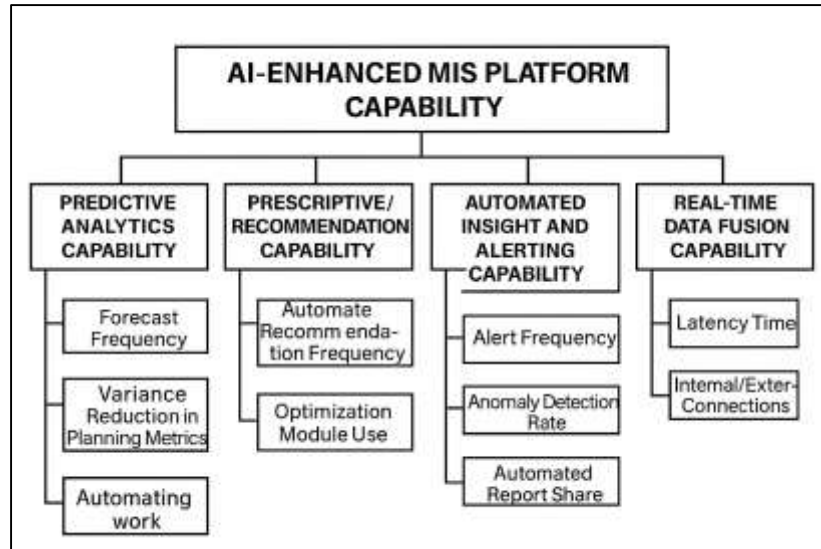 AI-ENHANCED MIS PLATFORM
CAPABILITY
PREDICTIVE
ANALYTICS
CAPABILITY
Forecast
Frequency
Variance
Reduction in
Planning Metrics
Automating
work
PRESCRIPTIVE/
RECOMMENDATION
CAPABILITY
Automate
Recomm enda-
tion Frequency
Optimization
Module Use
AUTOMATED
INSIGHT AND
ALERTING
CAPABILITY
Alert Frequency
Anomaly Detection
Rate
Automated
Report Share
REAL-TIME
DATA FUSION
CAPABILITY
Latency Time
Internal/Exter-
Connections